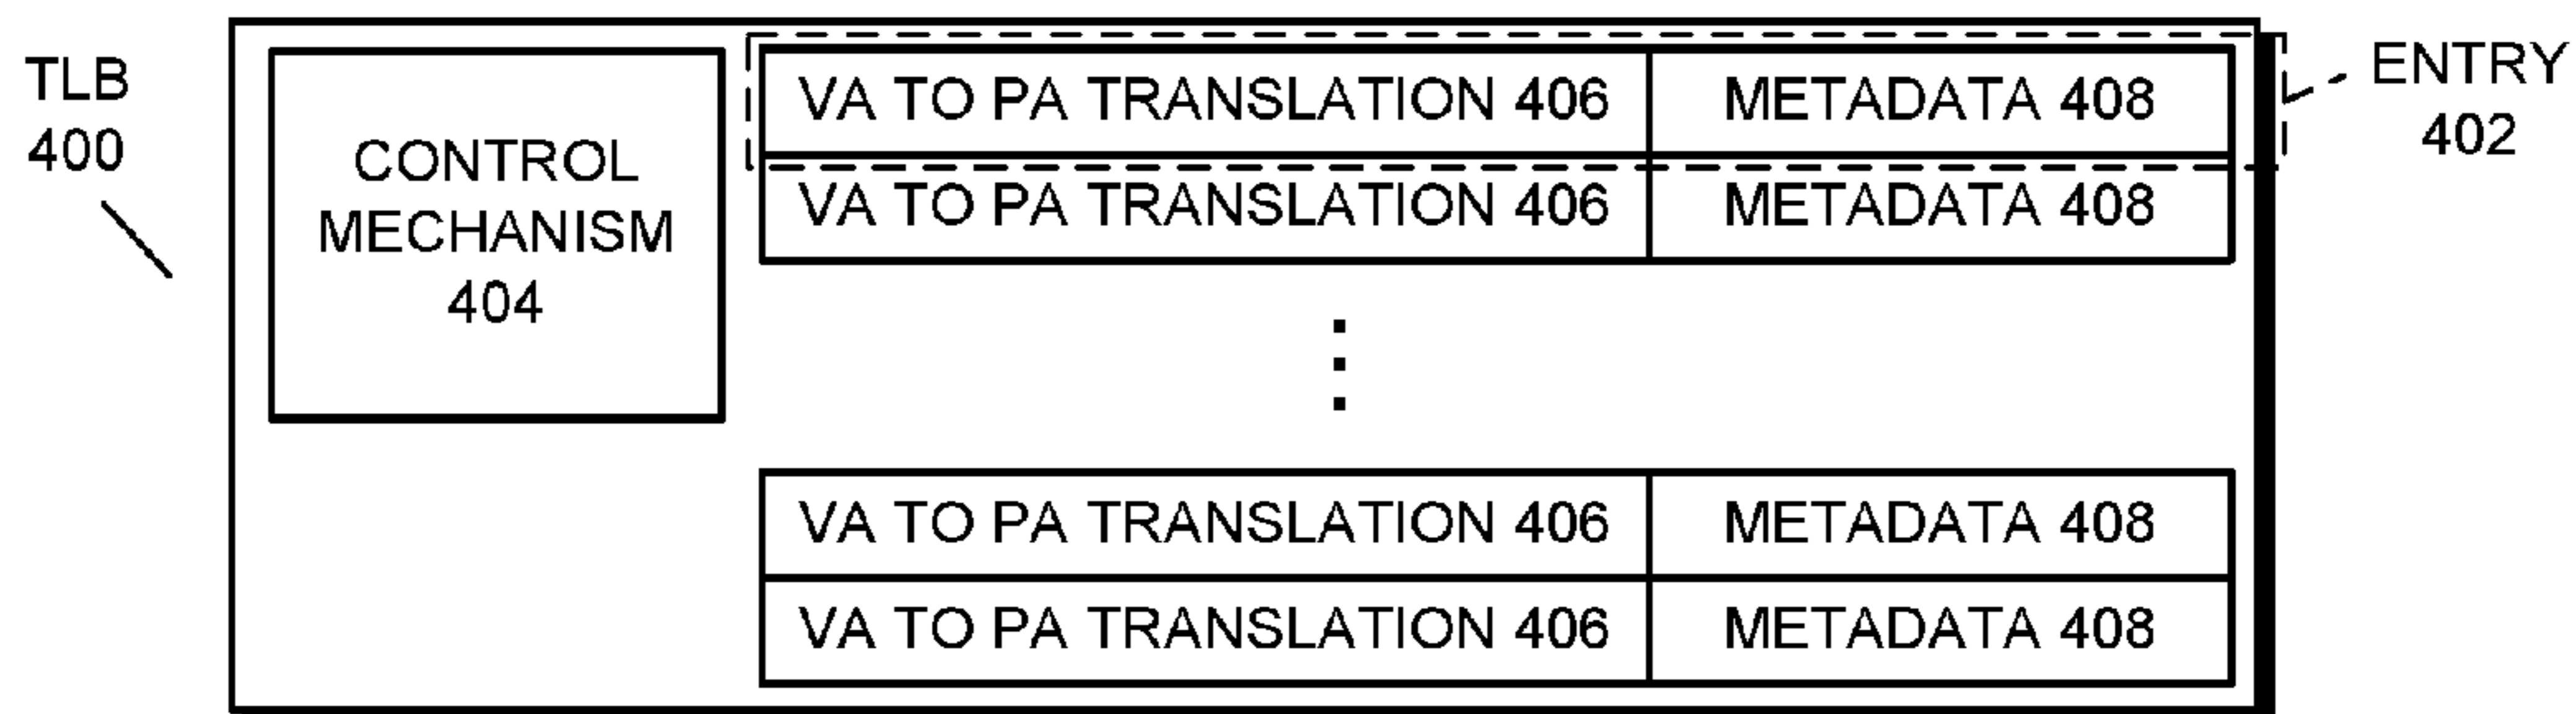 TLB
400
CONTROL
MECHANISM
404
VA TO PA TRANSLATION 406 METADATA 408
VA TO PA TRANSLATION 406 METADATA 408
VA TO PA TRANSLATION 406 METADATA 408
VA TO PA TRANSLATION 406 METADATA 408
ENTRY
402